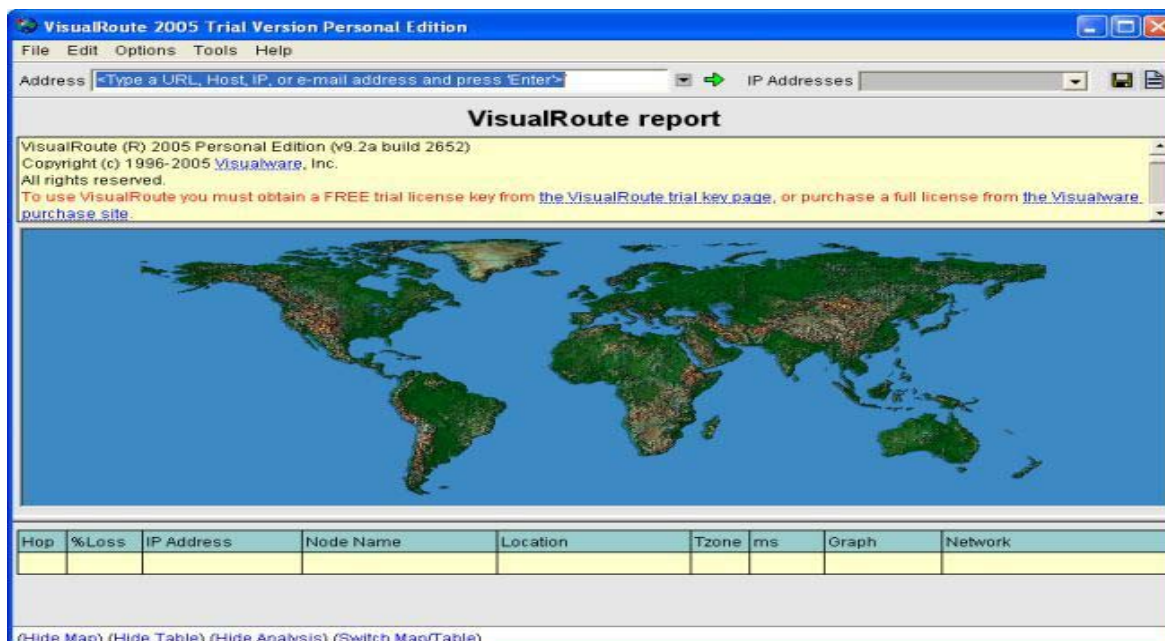 VisualRoute 2005 Trial Version Personal Edition
File Edit Options Tools Help
Address <Type a URL, Host, IP, or e-mail address and press 'Enter'> IP Addresses
VisualRoute report
VisualRoute (R) 2005 Personal Edition (v9.2a build 2652)
Copyright (c) 1996-2005 Visualware, Inc.
All rights reserved.
To use VisualRoute you must obtain a FREE trial license key from the VisualRoute trial key page, or purchase a full license from the Visualware
purchase site.
Hop %Loss IP Address Node Name Location Tzone ms Graph Network
(Hide Map) (Hide Table) (Hide Analysis) (Switch Map/Table)